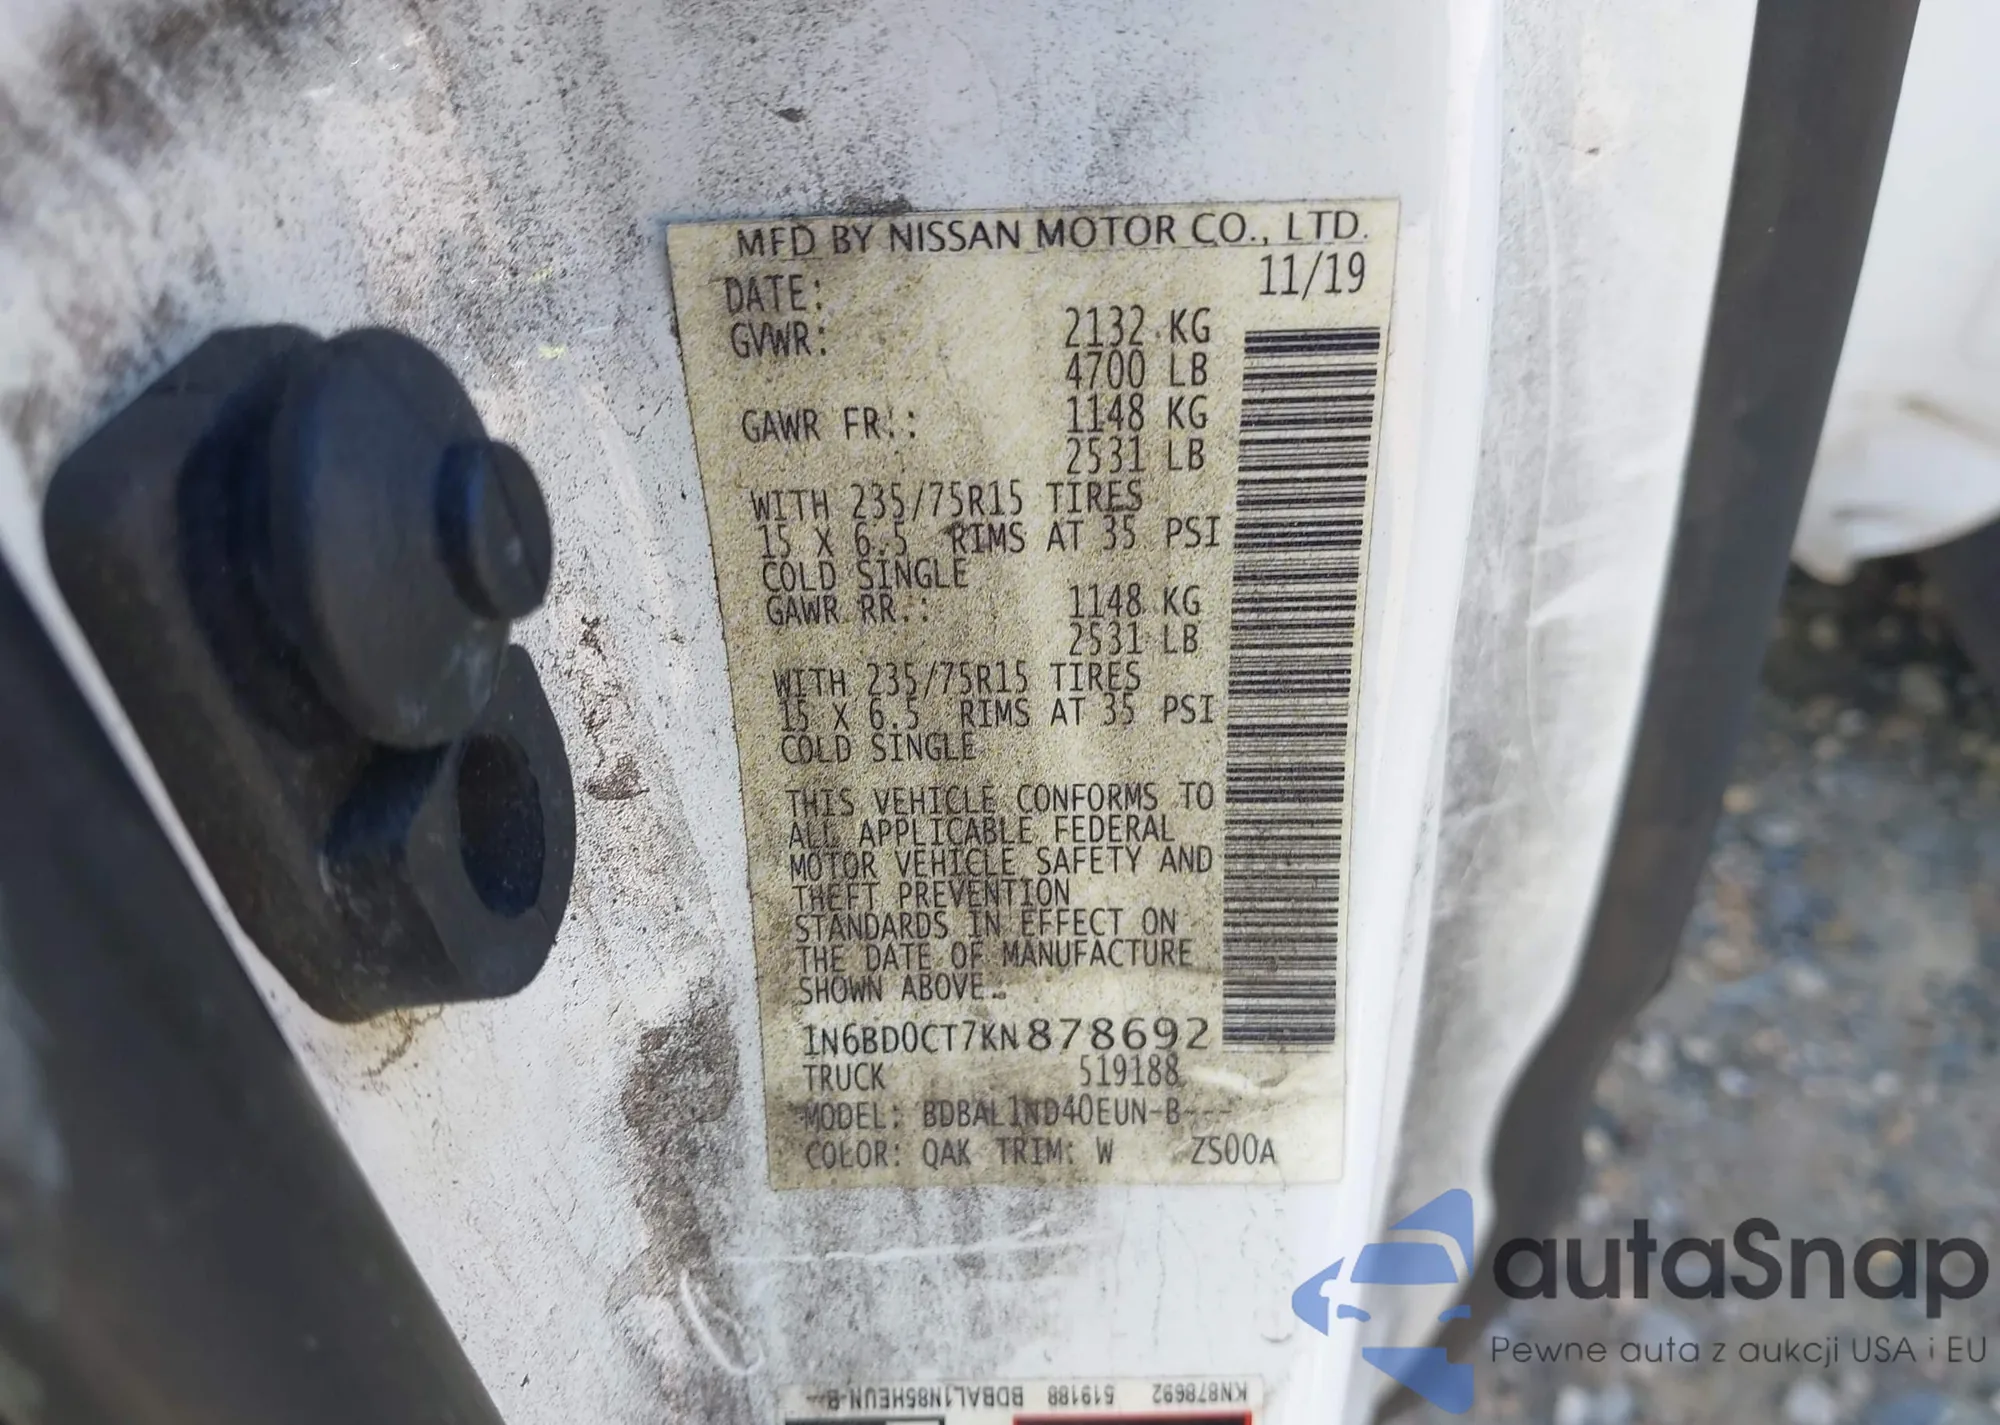 MFD BY NISSAN MOTOR CO., LTD.
DATE: 11/19
GVWR: 2132 KG
4700 LB
GAWR FR.: 1148 KG
2531 LB
WITH 235/75R15 TIRES
15 X 6.5 RIMS AT 35 PSI
COLD SINGLE
GAWR RR.: 1148 KG
2531 LB
WITH 235/75R15 TIRES
15 X 6.5 RIMS AT 35 PSI
COLD SINGLE
THIS VEHICLE CONFORMS TO
ALL APPLICABLE FEDERAL
MOTOR VEHICLE SAFETY AND
THEFT PREVENTION
STANDARDS IN EFFECT ON
THE DATE OF MANUFACTURE
SHOWN ABOVE.
1N6BD0CT7KN878692
TRUCK 519188
MODEL: BDBAL1ND40EUN-B---
COLOR: QAK TRIM: W ZS00A
KN878692 519188 BDBAL1N85HEUN-B--
autaSnap
Pewne auta z aukcji USA i EU